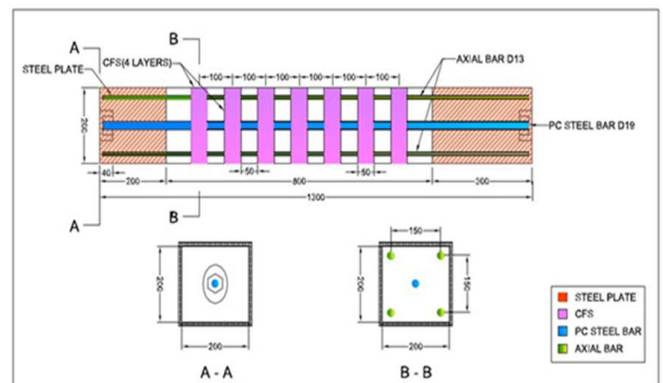 A
B
STEEL PLATE
CFS(4 LAYERS)
100 100 100 100 100 100
AXIAL BAR D13
200
PC STEEL BAR D19
40
200
50
800
50
300
1300
A
B
150
200
200
150
200
200
A - A
B - B
STEEL PLATE
CFS
PC STEEL BAR
AXIAL BAR